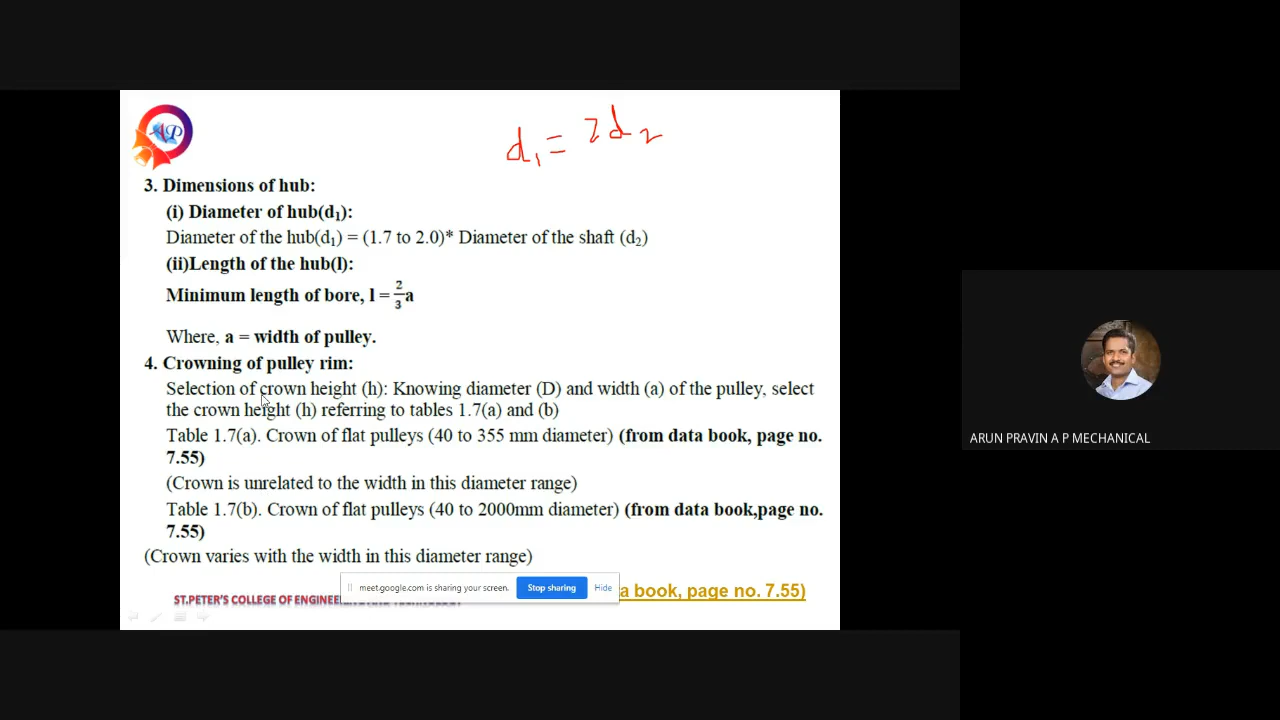 AP
d₁ = 2d₂
3. Dimensions of hub:
(i) Diameter of hub(d₁):
Diameter of the hub(d₁) = (1.7 to 2.0)* Diameter of the shaft (d₂)
(ii)Length of the hub(l):
Minimum length of bore, l = 2/3 a
Where, a = width of pulley.
4. Crowning of pulley rim:
Selection of crown height (h): Knowing diameter (D) and width (a) of the pulley, select
the crown height (h) referring to tables 1.7(a) and (b)
Table 1.7(a). Crown of flat pulleys (40 to 355 mm diameter) (from data book, page no.
7.55)
(Crown is unrelated to the width in this diameter range)
Table 1.7(b). Crown of flat pulleys (40 to 2000mm diameter) (from data book,page no.
7.55)
(Crown varies with the width in this diameter range)
meet.google.com is sharing your screen. Stop sharing Hide
a book, page no. 7.55)
ST.PETER'S COLLEGE OF ENGINEE
ARUN PRAVIN A P MECHANICAL